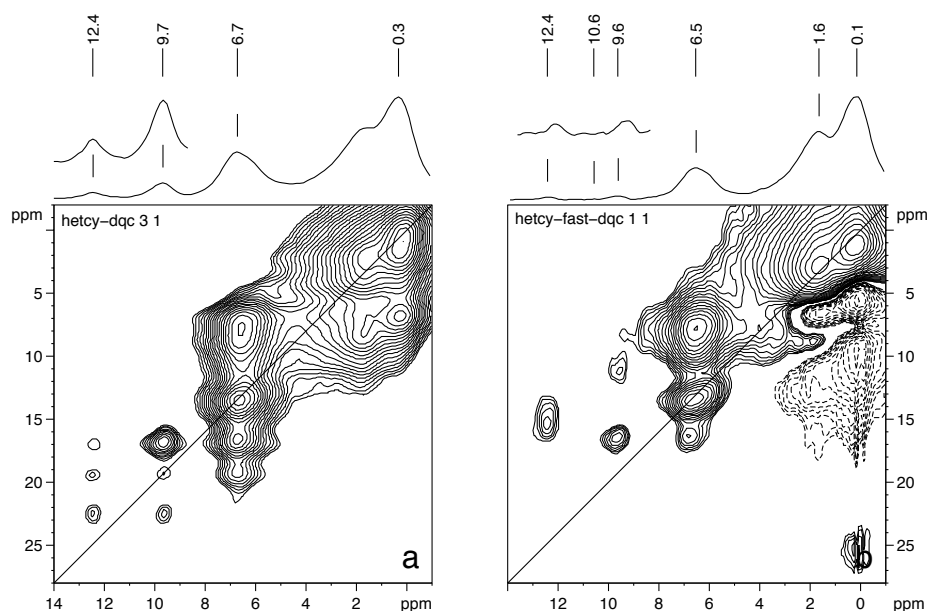 12.4 9.7 6.7 0.3
ppm
hetcy-dqc 3 1
5
10
15
20
25
a
14 12 10 8 6 4 2 ppm
12.4 10.6 9.6 6.5 1.6 0.1
ppm
hetcy-fast-dqc 1 1
5
10
15
20
25
b
12 10 8 6 4 2 0 ppm